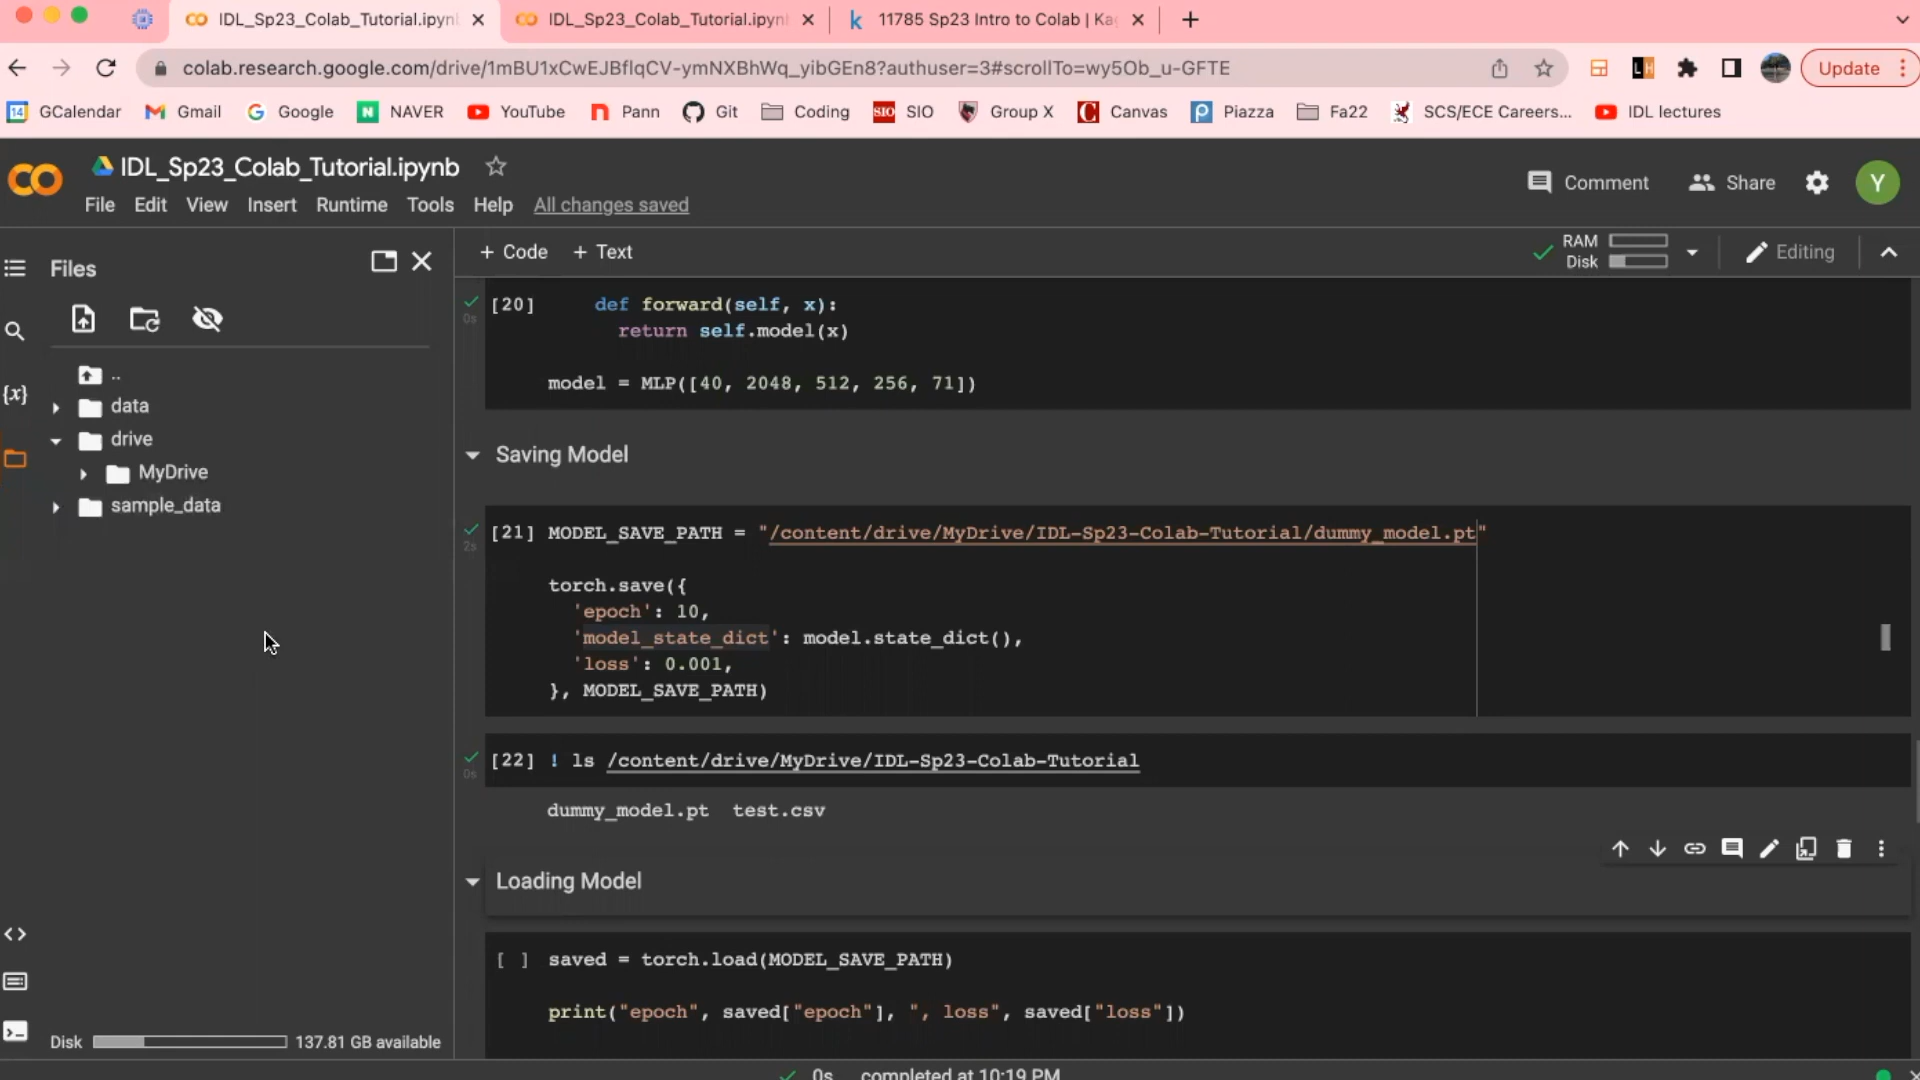 IDL_Sp23_Colab_Tutorial.ipyn
IDL_Sp23_Colab_Tutorial.ipyn
11785 Sp23 Intro to Colab | Ka
colab.research.google.com/drive/1mBU1xCwEJBflqCV-ymNXBhWq_yibGEn8?authuser=3#scrollTo=wy5Ob_u-GFTE
Update
14 GCalendar Gmail Google N NAVER YouTube Pann Git Coding SIO SIO Group X Canvas Piazza Fa22 SCS/ECE Careers... IDL lectures
IDL_Sp23_Colab_Tutorial.ipynb
Comment Share Y
File Edit View Insert Runtime Tools Help All changes saved
Files
+ Code + Text
RAM
Disk
Editing
..
data
drive
MyDrive
sample_data
{x}
Disk 137.81 GB available
0s
[20] def forward(self, x):
return self.model(x)
model = MLP([40, 2048, 512, 256, 71])
Saving Model
2s
[21] MODEL_SAVE_PATH = "/content/drive/MyDrive/IDL-Sp23-Colab-Tutorial/dummy_model.pt"
torch.save({
'epoch': 10,
'model_state_dict': model.state_dict(),
'loss': 0.001,
}, MODEL_SAVE_PATH)
0s
[22] ! ls /content/drive/MyDrive/IDL-Sp23-Colab-Tutorial
dummy_model.pt test.csv
Loading Model
[ ] saved = torch.load(MODEL_SAVE_PATH)
print("epoch", saved["epoch"], ", loss", saved["loss"])
0s completed at 10:19 PM